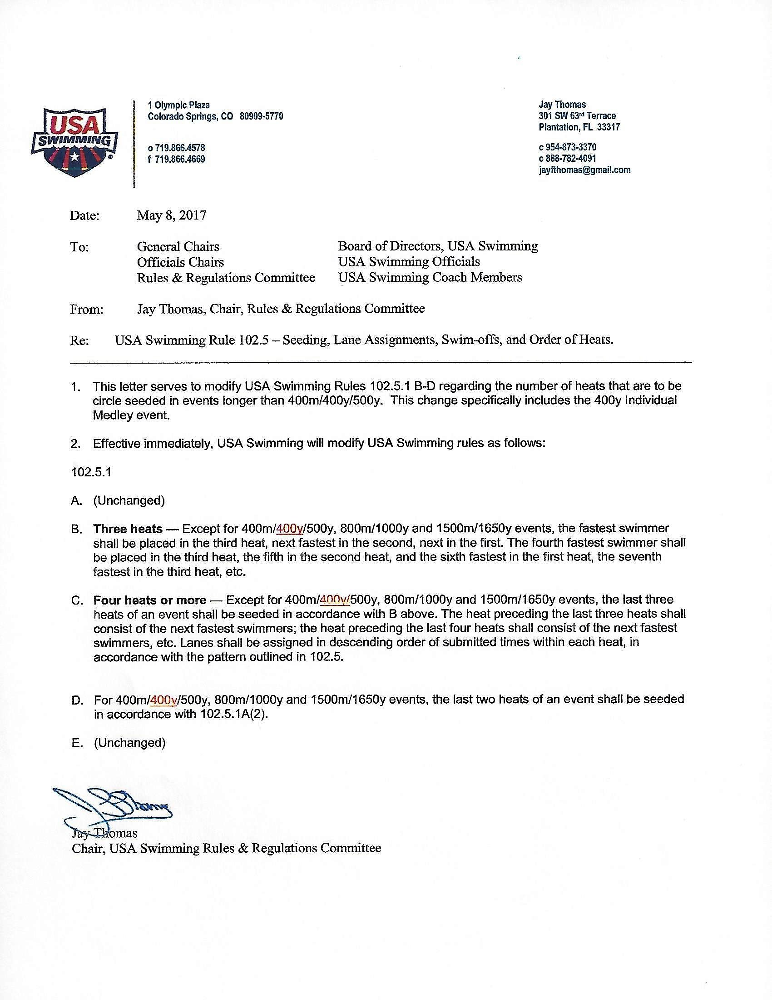 USA
SWIMMING
1 Olympic Plaza
Colorado Springs, CO 80909-5770
o 719.866.4578
f 719.866.4669
Jay Thomas
301 SW 63rd Terrace
Plantation, FL 33317
c 954-873-3370
c 888-782-4091
jayfthomas@gmail.com
Date: May 8, 2017
To: General Chairs Board of Directors, USA Swimming
Officials Chairs USA Swimming Officials
Rules & Regulations Committee USA Swimming Coach Members
From: Jay Thomas, Chair, Rules & Regulations Committee
Re: USA Swimming Rule 102.5 – Seeding, Lane Assignments, Swim-offs, and Order of Heats.
1. This letter serves to modify USA Swimming Rules 102.5.1 B-D regarding the number of heats that are to be
circle seeded in events longer than 400m/400y/500y. This change specifically includes the 400y Individual
Medley event.
2. Effective immediately, USA Swimming will modify USA Swimming rules as follows:
102.5.1
A. (Unchanged)
B. Three heats — Except for 400m/400y/500y, 800m/1000y and 1500m/1650y events, the fastest swimmer
shall be placed in the third heat, next fastest in the second, next in the first. The fourth fastest swimmer shall
be placed in the third heat, the fifth in the second heat, and the sixth fastest in the first heat, the seventh
fastest in the third heat, etc.
C. Four heats or more — Except for 400m/400y/500y, 800m/1000y and 1500m/1650y events, the last three
heats of an event shall be seeded in accordance with B above. The heat preceding the last three heats shall
consist of the next fastest swimmers; the heat preceding the last four heats shall consist of the next fastest
swimmers, etc. Lanes shall be assigned in descending order of submitted times within each heat, in
accordance with the pattern outlined in 102.5.
D. For 400m/400y/500y, 800m/1000y and 1500m/1650y events, the last two heats of an event shall be seeded
in accordance with 102.5.1A(2).
E. (Unchanged)
Jay Thomas
Chair, USA Swimming Rules & Regulations Committee